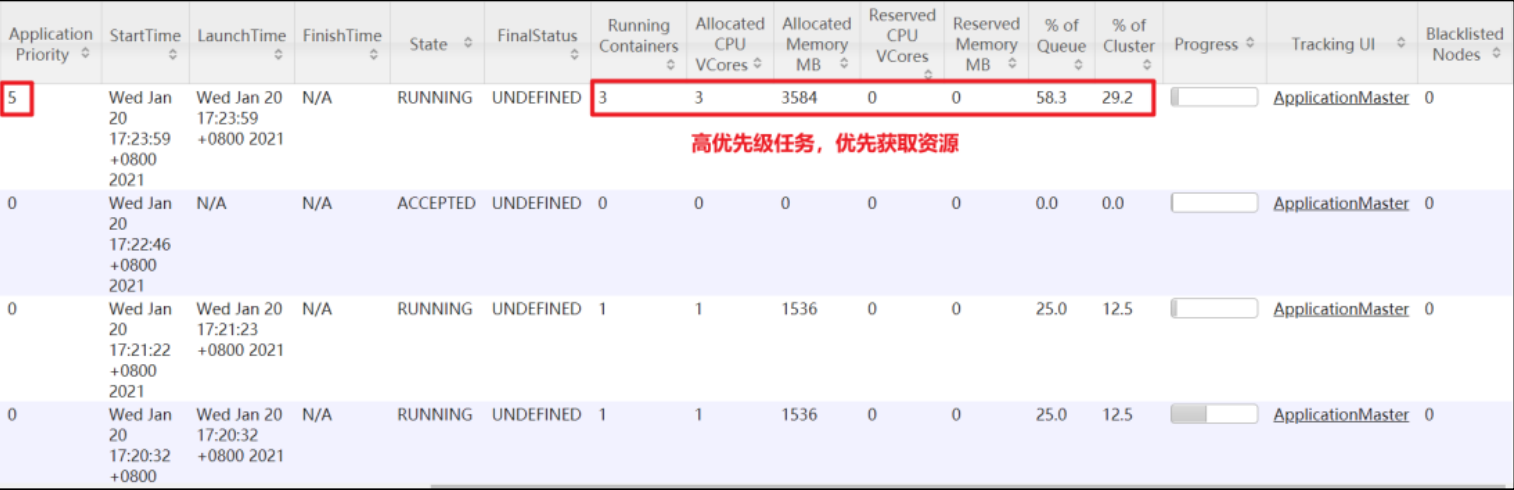 Application Priority StartTime LaunchTime FinishTime State FinalStatus Running Containers Allocated CPU VCores Allocated Memory MB Reserved CPU VCores Reserved Memory MB % of Queue % of Cluster Progress Tracking UI Blacklisted Nodes
5 Wed Jan 20 17:23:59 +0800 2021 Wed Jan 20 17:23:59 +0800 2021 N/A RUNNING UNDEFINED 3 3 3584 0 0 58.3 29.2 ApplicationMaster 0
高优先级任务，优先获取资源
0 Wed Jan 20 17:22:46 +0800 2021 N/A N/A ACCEPTED UNDEFINED 0 0 0 0 0 0.0 0.0 ApplicationMaster 0
0 Wed Jan 20 17:21:22 +0800 2021 Wed Jan 20 17:21:23 +0800 2021 N/A RUNNING UNDEFINED 1 1 1536 0 0 25.0 12.5 ApplicationMaster 0
0 Wed Jan 20 17:20:32 +0800 Wed Jan 20 17:20:32 +0800 2021 N/A RUNNING UNDEFINED 1 1 1536 0 0 25.0 12.5 ApplicationMaster 0